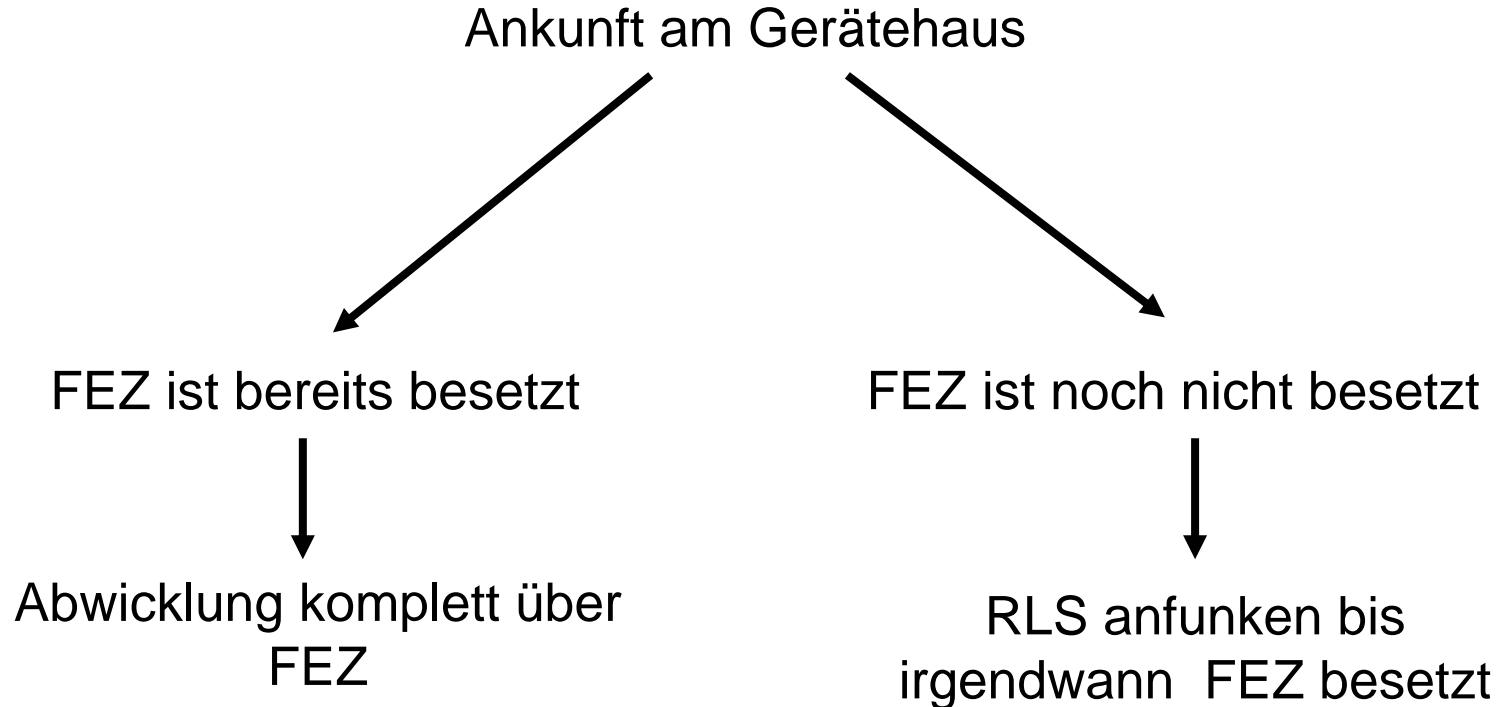 Ankunft am Gerätehaus
FEZ ist bereits besetzt
FEZ ist noch nicht besetzt
Abwicklung komplett über
FEZ
RLS anfunken bis
irgendwann FEZ besetzt